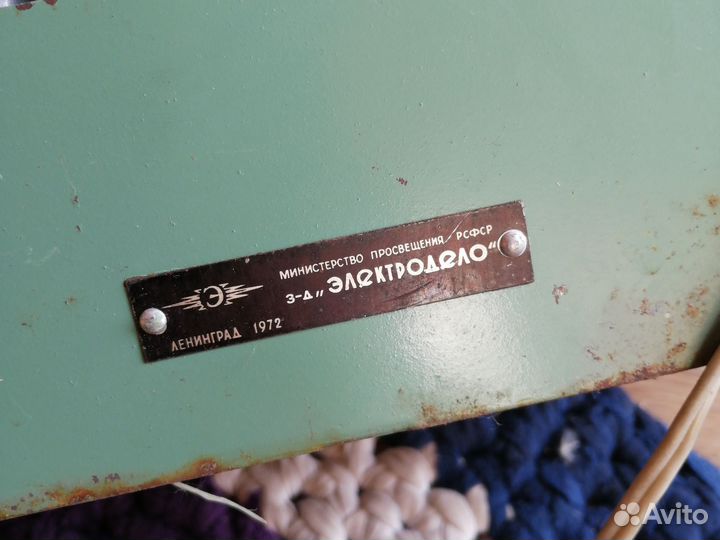 МИНИСТЕРСТВО ПРОСВЕЩЕНИЯ РСФСР
З-Д „ЭЛЕКТРОДЕЛО“
Э
ЛЕНИНГРАД 1972
Avito